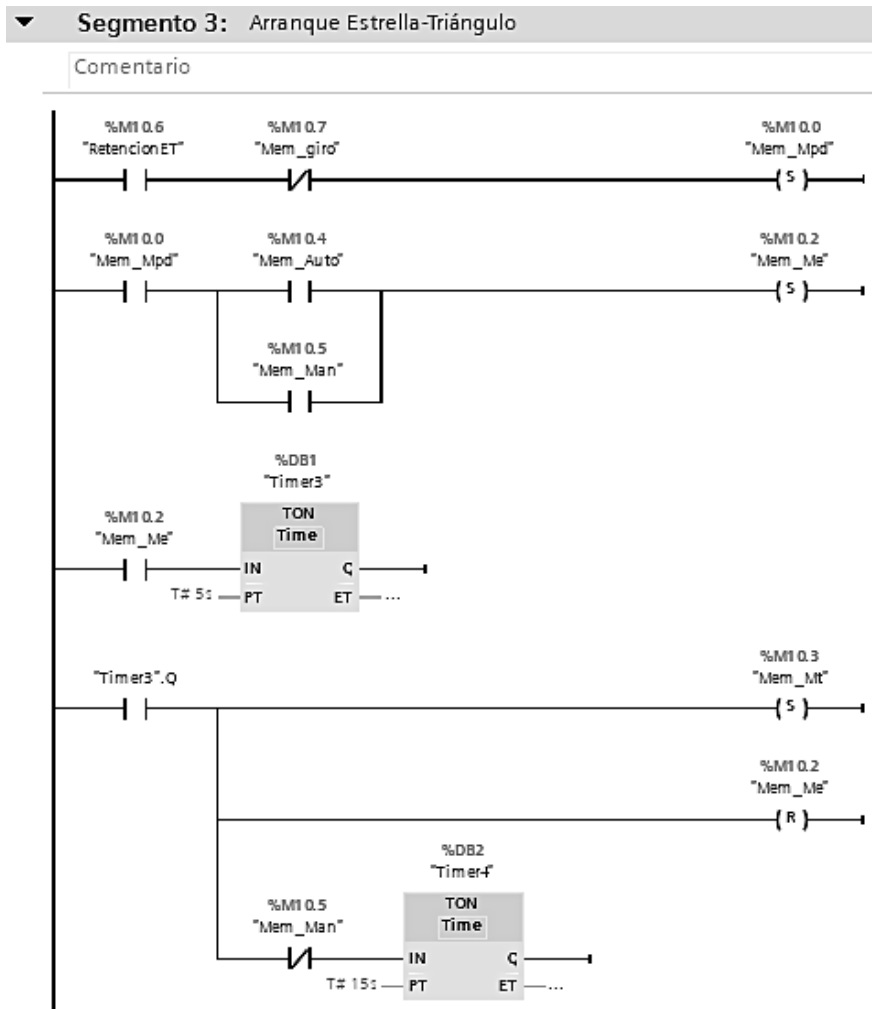 Segmento 3: Arranque Estrella-Triángulo
Comentario
%M10.6 %M10.7 %M10.0
"RetencionET" "Mem_giro" "Mem_Mpd"
S
%M10.0 %M10.4 %M10.2
"Mem_Mpd" "Mem_Auto" "Mem_Me"
S
%M10.5
"Mem_Man"
%DB1
"Timer3"
%M10.2 TON
"Mem_Me" Time
IN Q
T# 5s PT ET ...
%M10.3
"Timer3".Q "Mem_Mt"
S
%M10.2
"Mem_Me"
R
%DB2
"Timer4"
%M10.5 TON
"Mem_Man" Time
IN Q
T# 15s PT ET ...